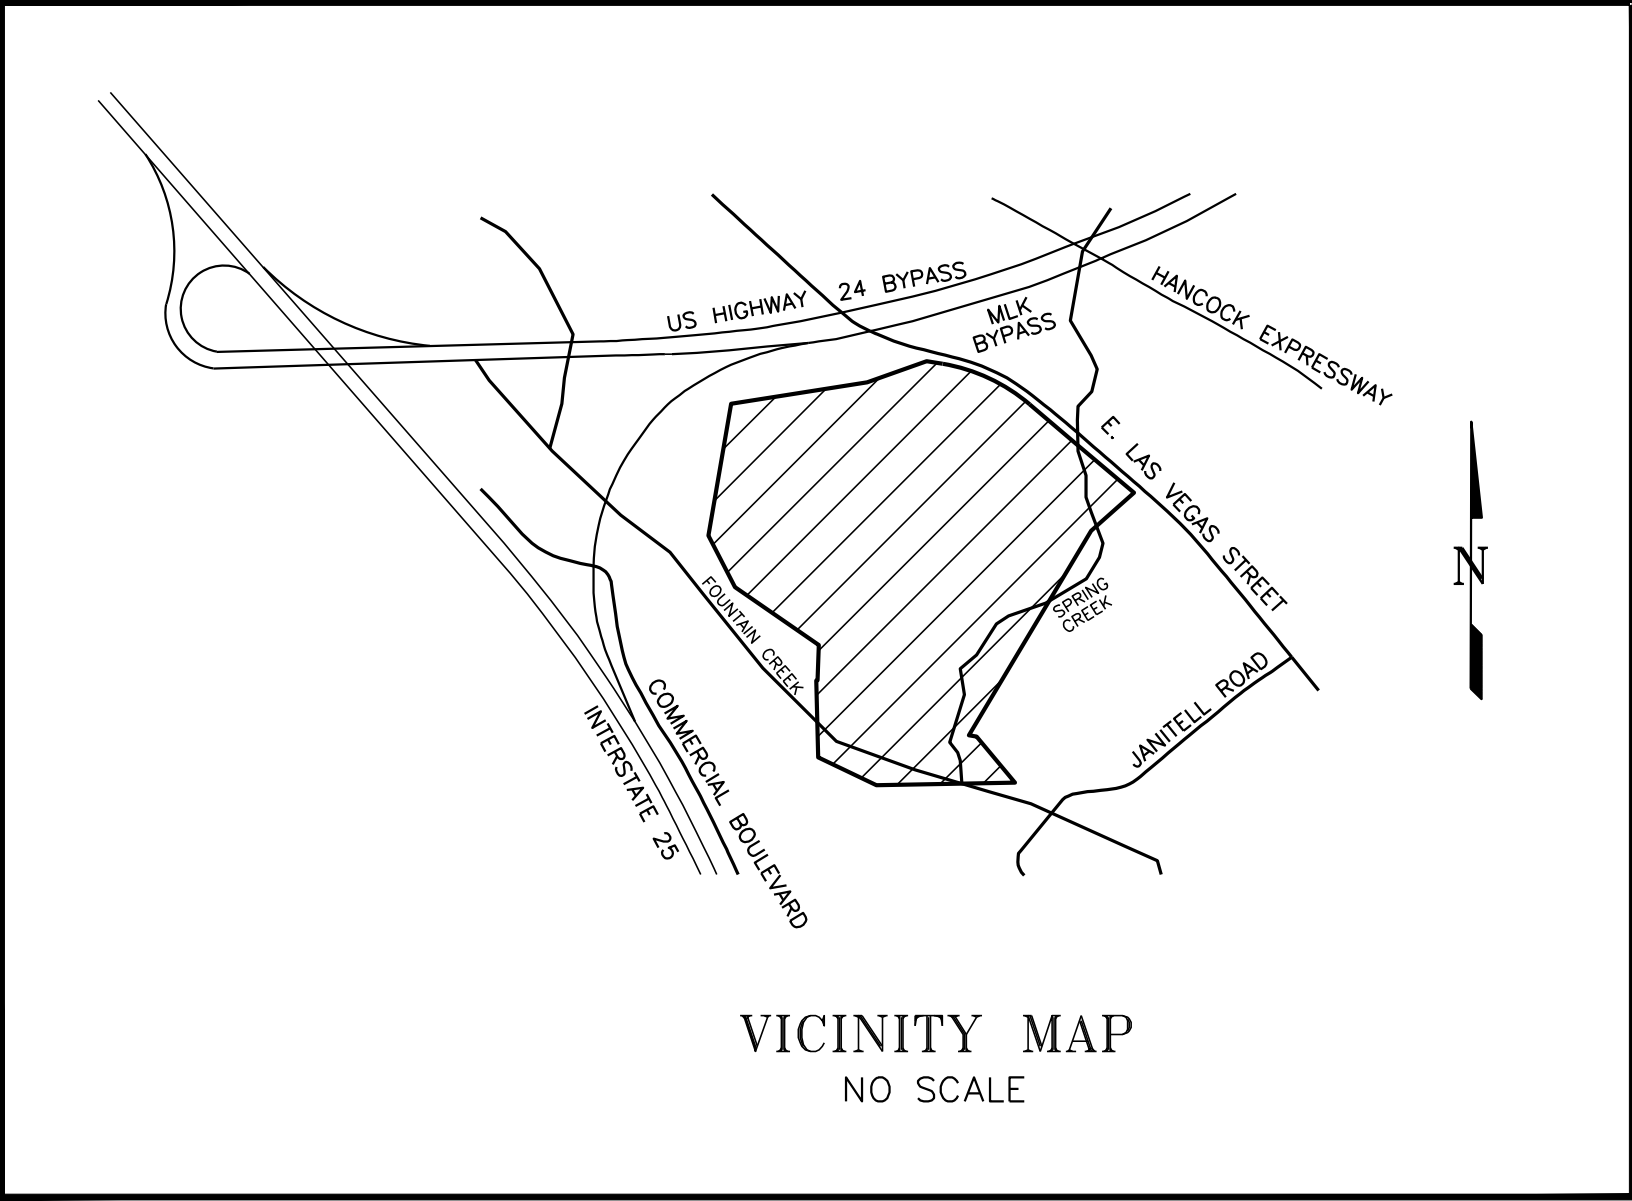 US HIGHWAY 24 BYPASS
MLK
BYPASS
HANCOCK EXPRESSWAY
E. LAS VEGAS STREET
N
FOUNTAIN CREEK
SPRING
CREEK
JANITELL ROAD
COMMERCIAL BOULEVARD
INTERSTATE 25
VICINITY MAP
NO SCALE